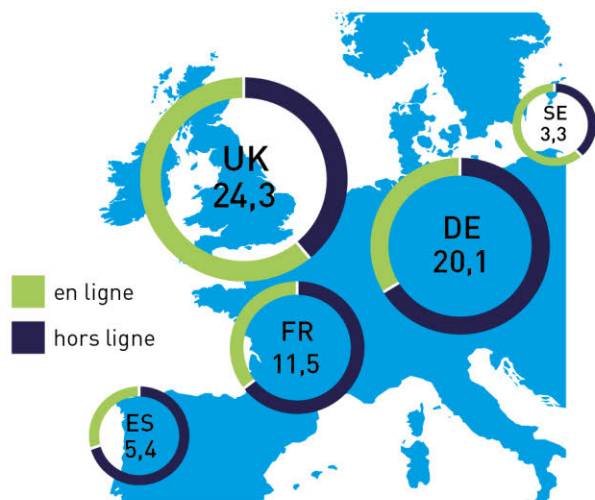 SE
3,3
UK
24,3
DE
20,1
en ligne
hors ligne
FR
11,5
ES
5,4